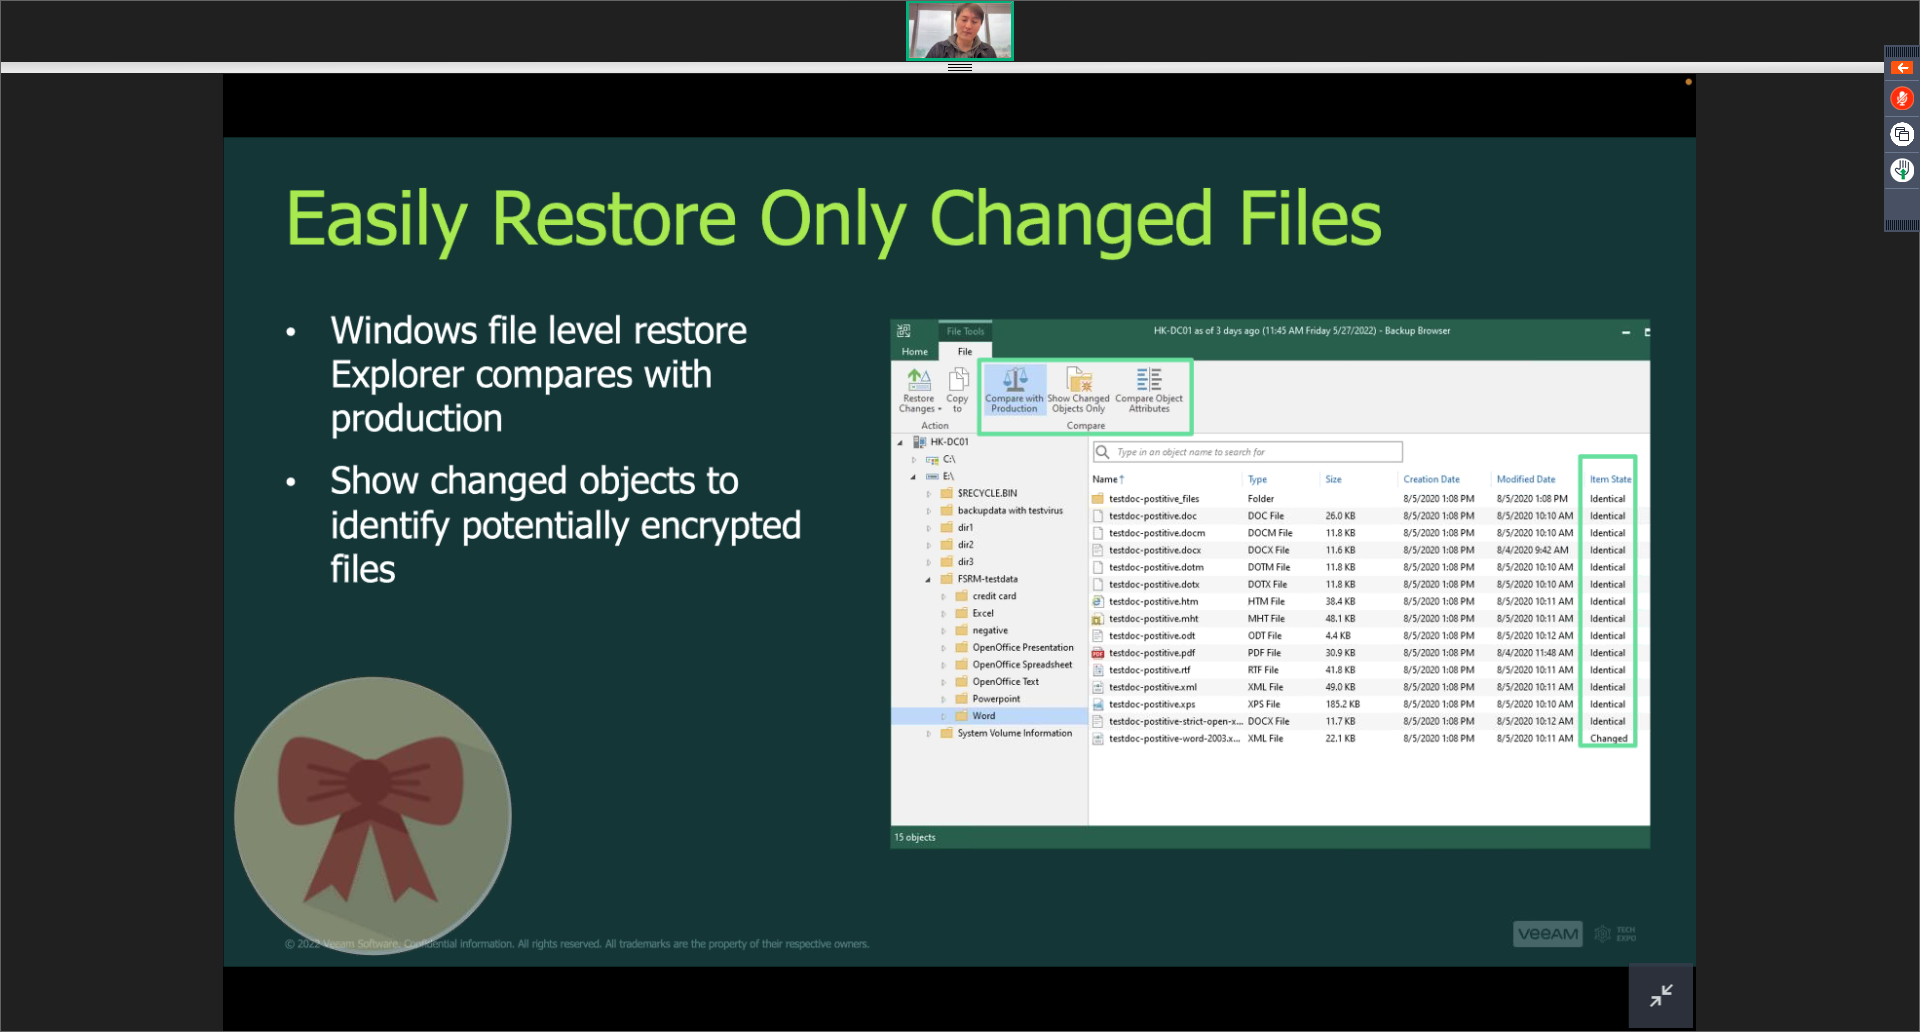 Easily Restore Only Changed Files
• Windows file level restore
Explorer compares with
production
• Show changed objects to
identify potentially encrypted
files
File Tools
HK-DC01 as of 3 days ago (11:45 AM Friday 5/27/2022) - Backup Browser
Home File
Restore Changes Copy to Compare with Production Show Changed Objects Only Compare Object Attributes
Action Compare
HK-DC01
C:\
E:\
$RECYCLE.BIN
backupdata with testvirus
dir1
dir2
dir3
FSRM-testdata
credit card
Excel
negative
OpenOffice Presentation
OpenOffice Spreadsheet
OpenOffice Text
Powerpoint
Word
System Volume Information
Type in an object name to search for
Name Type Size Creation Date Modified Date Item State
testdoc-postitive_files Folder 8/5/2020 1:08 PM 8/5/2020 1:08 PM Identical
testdoc-postitive.doc DOC File 26.0 KB 8/5/2020 1:08 PM 8/5/2020 10:10 AM Identical
testdoc-postitive.docm DOCM File 11.8 KB 8/5/2020 1:08 PM 8/5/2020 10:10 AM Identical
testdoc-postitive.docx DOCX File 11.6 KB 8/5/2020 1:08 PM 8/4/2020 9:42 AM Identical
testdoc-postitive.dotm DOTM File 11.8 KB 8/5/2020 1:08 PM 8/5/2020 10:10 AM Identical
testdoc-postitive.dotx DOTX File 11.8 KB 8/5/2020 1:08 PM 8/5/2020 10:10 AM Identical
testdoc-postitive.htm HTM File 38.4 KB 8/5/2020 1:08 PM 8/5/2020 10:11 AM Identical
testdoc-postitive.mht MHT File 48.1 KB 8/5/2020 1:08 PM 8/5/2020 10:11 AM Identical
testdoc-postitive.odt ODT File 4.4 KB 8/5/2020 1:08 PM 8/5/2020 10:12 AM Identical
testdoc-postitive.pdf PDF File 30.9 KB 8/5/2020 1:08 PM 8/4/2020 11:48 AM Identical
testdoc-postitive.rtf RTF File 41.8 KB 8/5/2020 1:08 PM 8/5/2020 10:11 AM Identical
testdoc-postitive.xml XML File 49.0 KB 8/5/2020 1:08 PM 8/5/2020 10:11 AM Identical
testdoc-postitive.xps XPS File 185.2 KB 8/5/2020 1:08 PM 8/5/2020 10:10 AM Identical
testdoc-postitive-strict-open-x... DOCX File 11.7 KB 8/5/2020 1:08 PM 8/5/2020 10:12 AM Identical
testdoc-postitive-word-2003.x... XML File 22.1 KB 8/5/2020 1:08 PM 8/5/2020 10:11 AM Changed
15 objects
© 2022 Veeam Software. Confidential information. All rights reserved. All trademarks are the property of their respective owners.
veeAM
TECH
EXPO